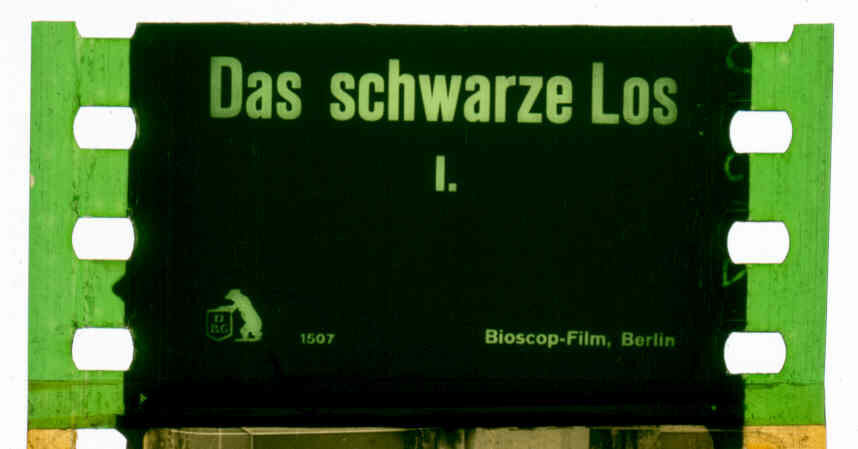 Das schwarze Los
I.
D
B.G
1507 Bioscop-Film, Berlin